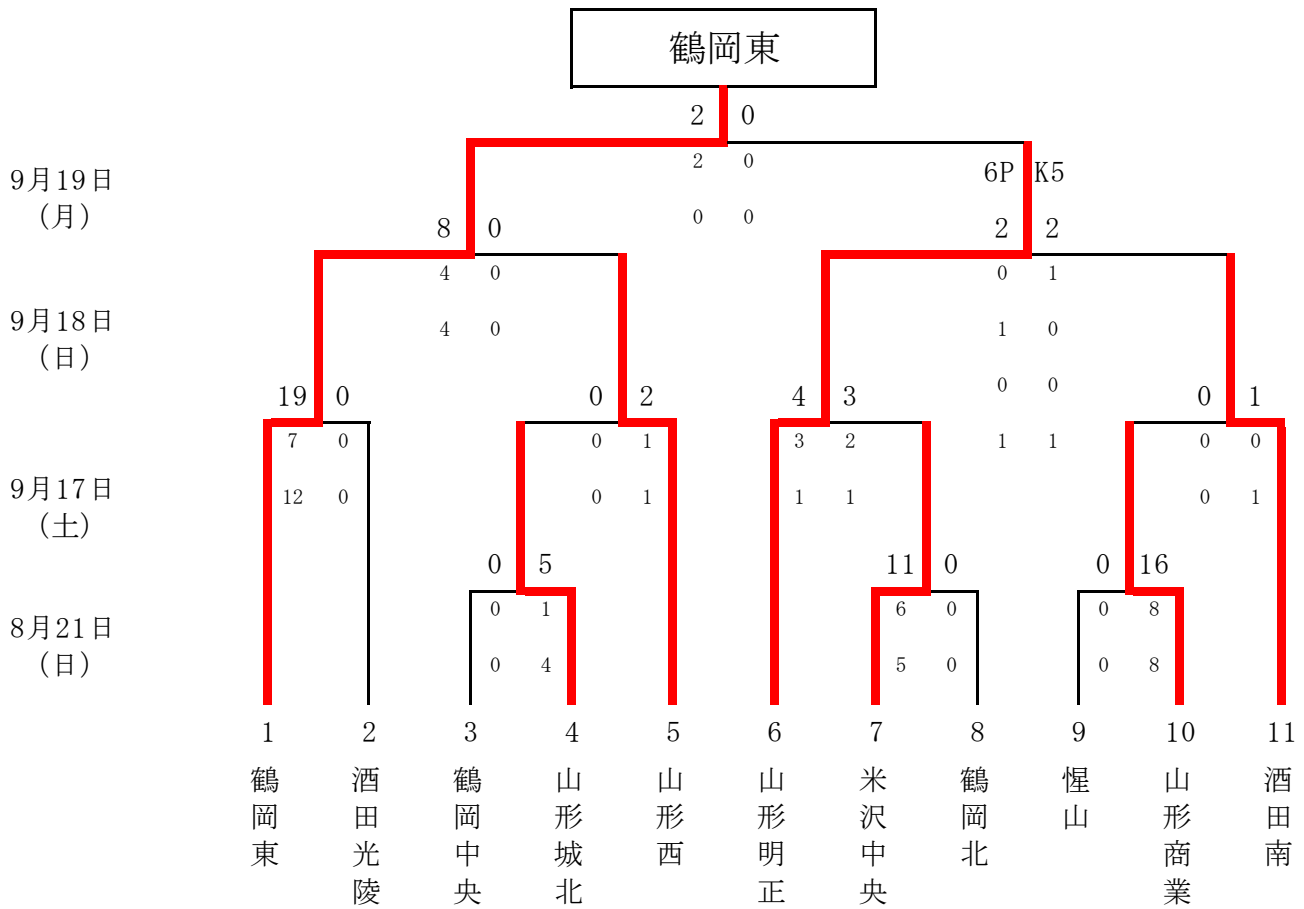 鶴岡東
2 0
2 0
9月19日
(月)
6P K5
0 0
8 0
2 2
4 0
0 1
9月18日
(日)
4 0
1 0
0 0
19 0
0 2
4 3
0 1
7 0
0 1
3 2
1 1
0 0
9月17日
(土)
12 0
0 1
1 1
0 1
0 5
11 0
0 16
0 1
6 0
0 8
8月21日
(日)
0 4
5 0
0 8
1 2 3 4 5 6 7 8 9 10 11
鶴岡東
酒田光陵
鶴岡中央
山形城北
山形西
山形明正
米沢中央
鶴岡北
惺山
山形商業
酒田南